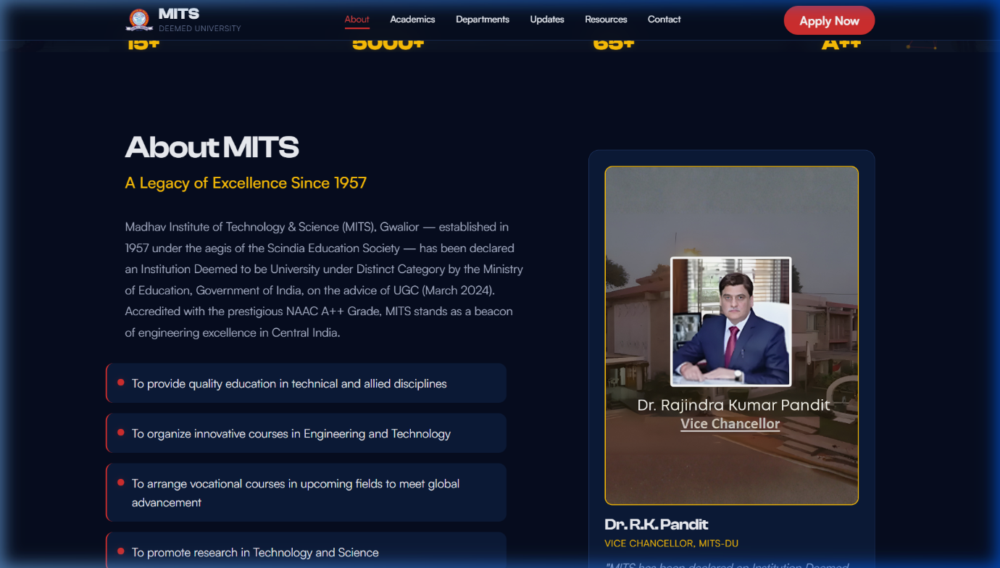 MITS
DEEMED UNIVERSITY
About
Academics
Departments
Updates
Resources
Contact
Apply Now
15+
5000+
65+
A++
About MITS
A Legacy of Excellence Since 1957
Madhav Institute of Technology & Science (MITS), Gwalior — established in
1957 under the aegis of the Scindia Education Society — has been declared
an Institution Deemed to be University under Distinct Category by the Ministry
of Education, Government of India, on the advice of UGC (March 2024).
Accredited with the prestigious NAAC A++ Grade, MITS stands as a beacon
of engineering excellence in Central India.
To provide quality education in technical and allied disciplines
To organize innovative courses in Engineering and Technology
To arrange vocational courses in upcoming fields to meet global
advancement
To promote research in Technology and Science
Dr. Rajindra Kumar Pandit
Vice Chancellor
Dr. R.K. Pandit
VICE CHANCELLOR, MITS-DU
"MITS has been declared an Institution Deemed